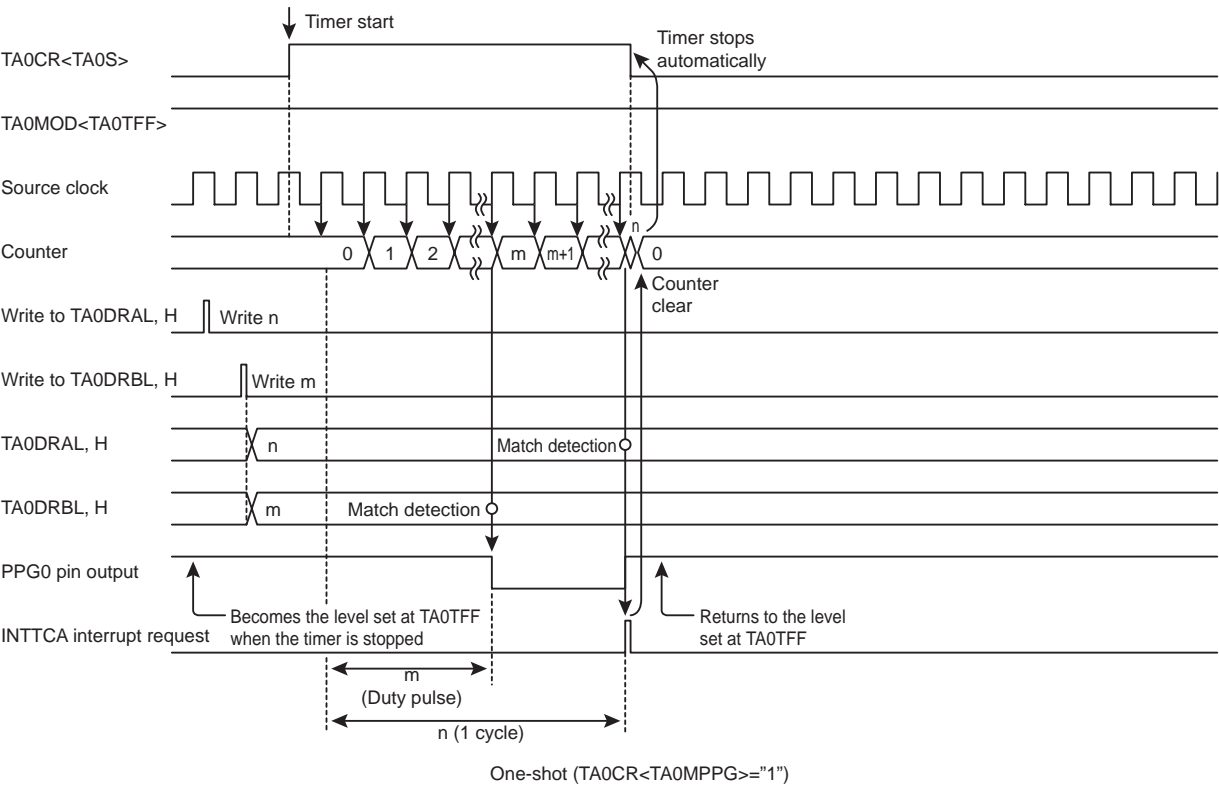 Timer start
TA0CR<TA0S>
Timer stops
automatically
TA0MOD<TA0TFF>
Source clock
n
Counter
0 1 2 m m+1 0
Counter
clear
Write to TA0DRAL, H
Write n
Write to TA0DRBL, H
Write m
TA0DRAL, H
n
Match detection
TA0DRBL, H
m
Match detection
PPG0 pin output
Becomes the level set at TA0TFF
when the timer is stopped
Returns to the level
set at TA0TFF
INTTCA interrupt request
m
(Duty pulse)
n (1 cycle)
One-shot (TA0CR<TA0MPPG>=”1”)